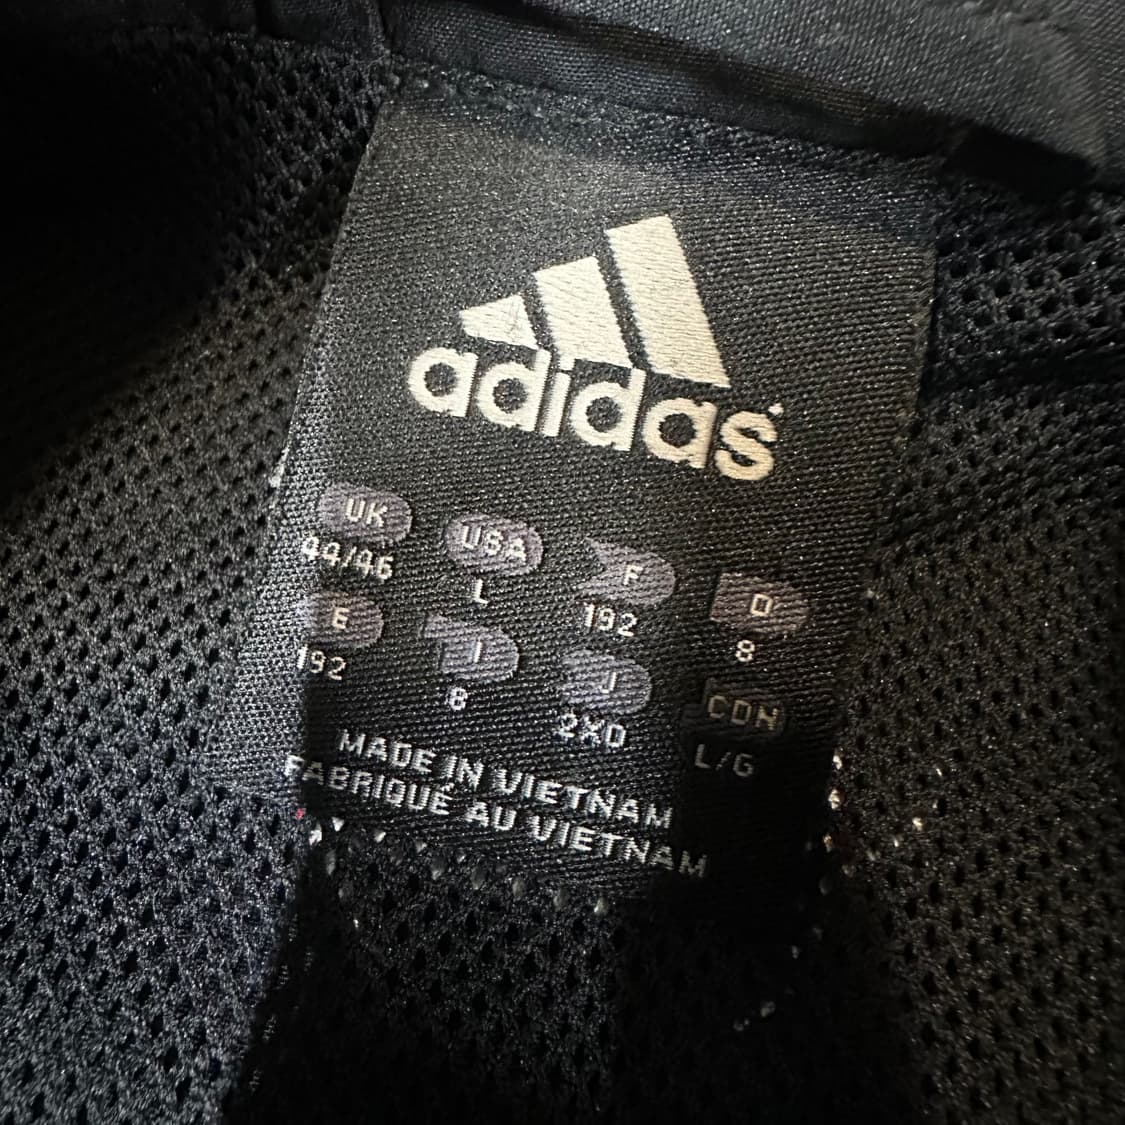 adidas
UK USA F D
44/46 L 192 8
E I J CDN
192 8 2XO L/G
MADE IN VIETNAM
FABRIQUÉ AU VIETNAM